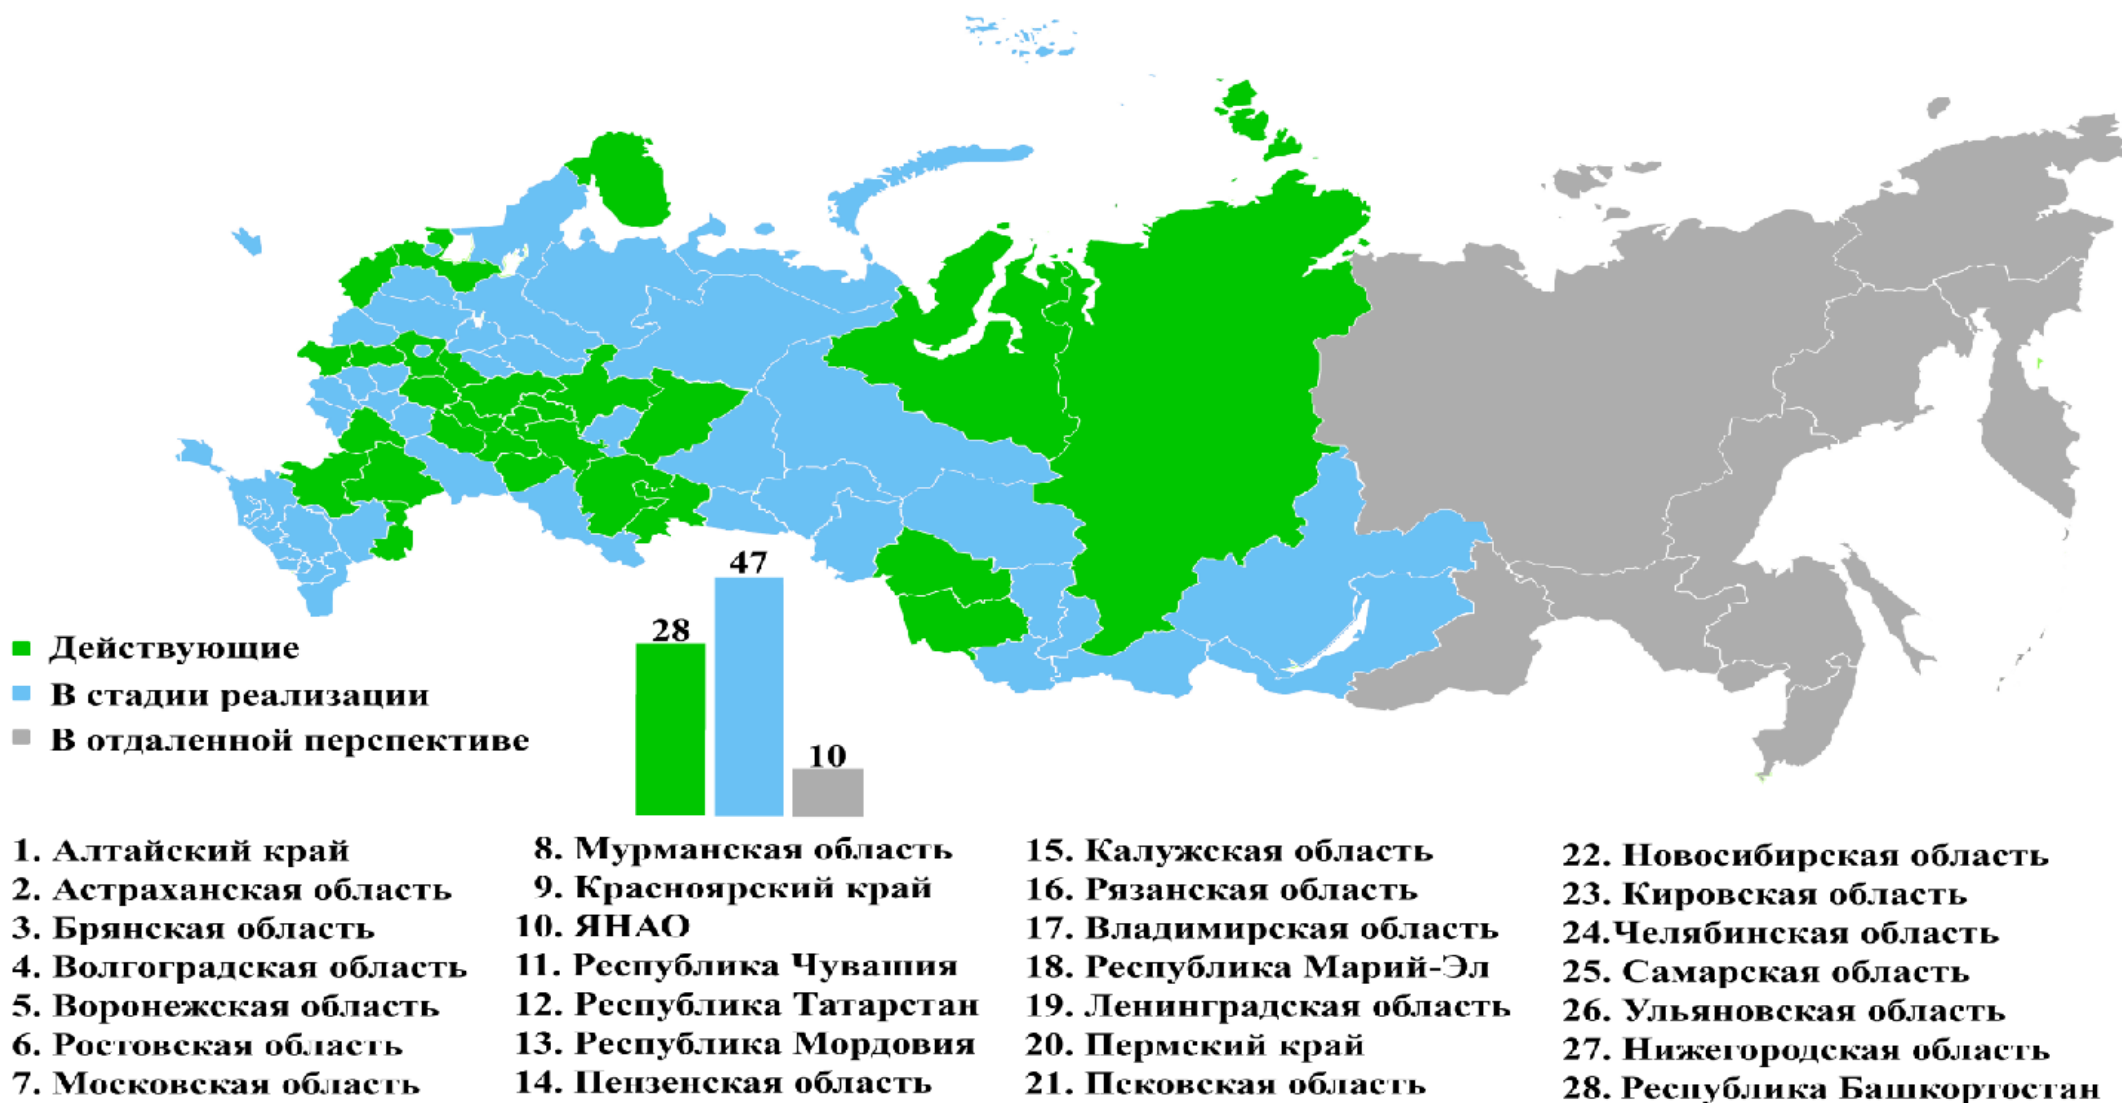 47
28
10
Действующие
В стадии реализации
В отдаленной перспективе
1. Алтайский край
2. Астраханская область
3. Брянская область
4. Волгоградская область
5. Воронежская область
6. Ростовская область
7. Московская область
8. Мурманская область
9. Красноярский край
10. ЯНАО
11. Республика Чувашия
12. Республика Татарстан
13. Республика Мордовия
14. Пензенская область
15. Калужская область
16. Рязанская область
17. Владимирская область
18. Республика Марий-Эл
19. Ленинградская область
20. Пермский край
21. Псковская область
22. Новосибирская область
23. Кировская область
24.Челябинская область
25. Самарская область
26. Ульяновская область
27. Нижегородская область
28. Республика Башкортостан